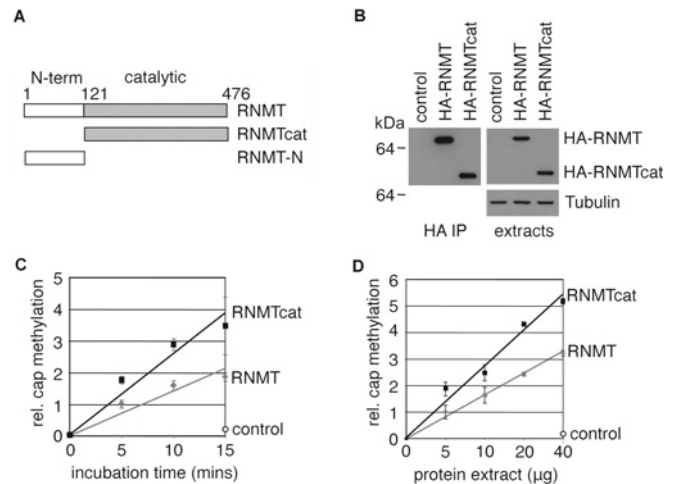 A
N-term catalytic
1 121 476
RNMT
RNMTcat
RNMT-N
B
control
HA-RNMT
HA-RNMTcat
control
HA-RNMT
HA-RNMTcat
kDa
64
64
HA-RNMT
HA-RNMTcat
Tubulin
HA IP
extracts
C
rel. cap methylation
5
4
3
2
1
0
0 5 10 15
incubation time (mins)
RNMTcat
RNMT
control
D
rel. cap methylation
6
5
4
3
2
1
0
0 5 10 20 40
protein extract (µg)
RNMTcat
RNMT
control